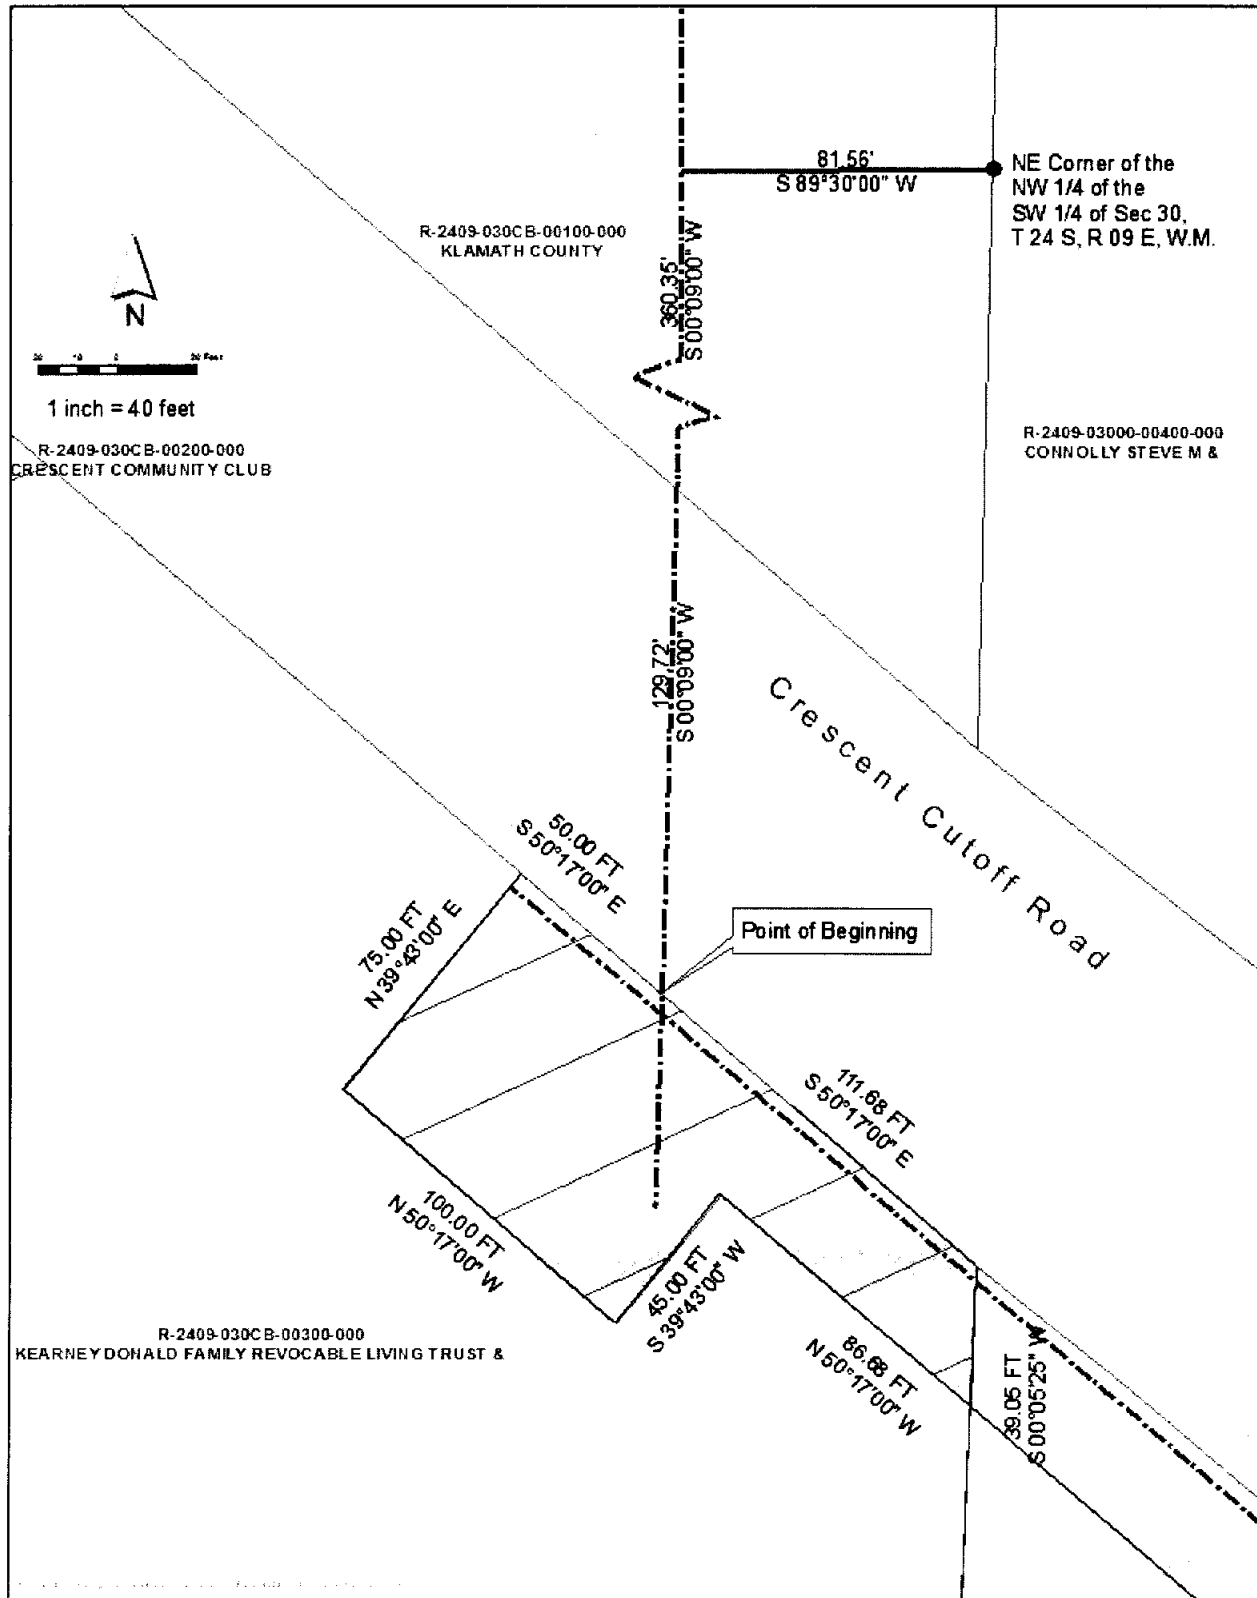 81.56'
S 89°30'00" W
NE Corner of the
NW 1/4 of the
SW 1/4 of Sec 30,
T 24 S, R 09 E, W.M.
R-2409-030CB-00100-000
KLAMATH COUNTY
360.35'
S 00°09'00" W
N
1 inch = 40 feet
R-2409-030CB-00200-000
CRESCENT COMMUNITY CLUB
R-2409-03000-00400-000
CONNOLLY STEVE M &
129.72'
S 00°09'00" W
Crescent Cutoff Road
50.00 FT
S 50°17'00" E
75.00 FT
N 39°43'00" E
Point of Beginning
111.68 FT
S 50°17'00" E
100.00 FT
N 50°17'00" W
45.00 FT
S 39°43'00" W
R-2409-030CB-00300-000
KEARNEY DONALD FAMILY REVOCABLE LIVING TRUST &
86.68 FT
N 50°17'00" W
39.05 FT
S 00°05'25" W